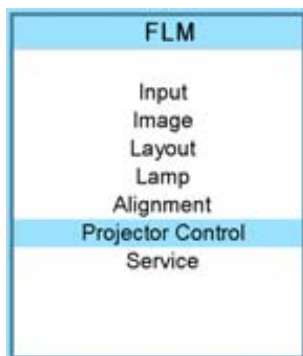 FLM
Input
Image
Layout
Lamp
Alignment
Projector Control
Service